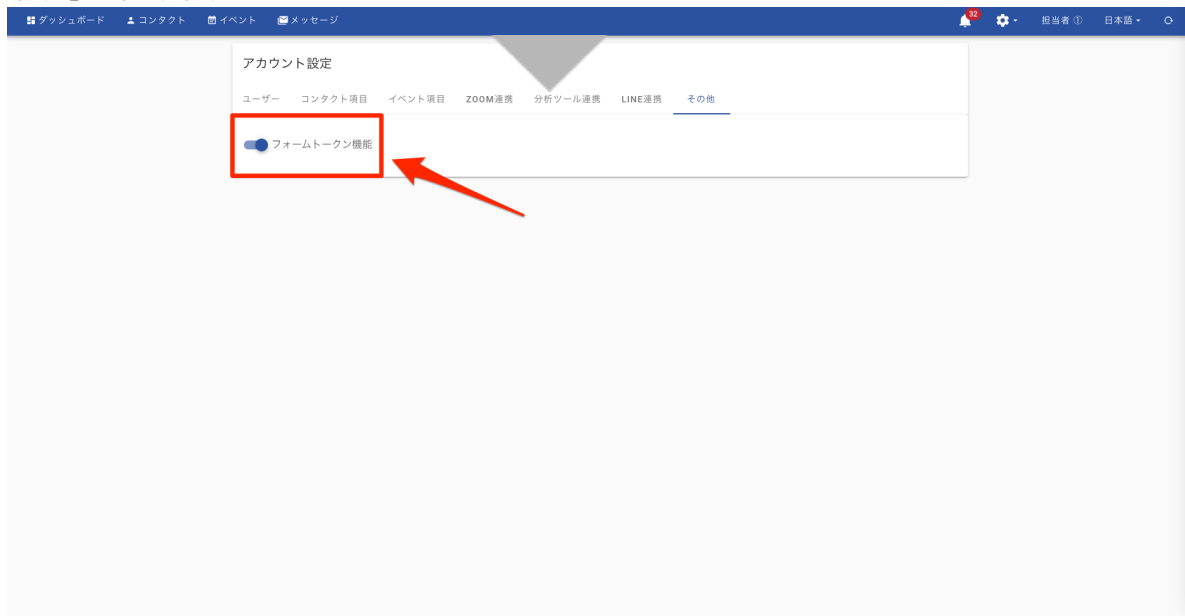 ダッシュボード コンタクト イベント メッセージ 32 担当者 ① 日本語
アカウント設定
ユーザー コンタクト項目 イベント項目 ZOOM連携 分析ツール連携 LINE連携 その他
フォームトークン機能